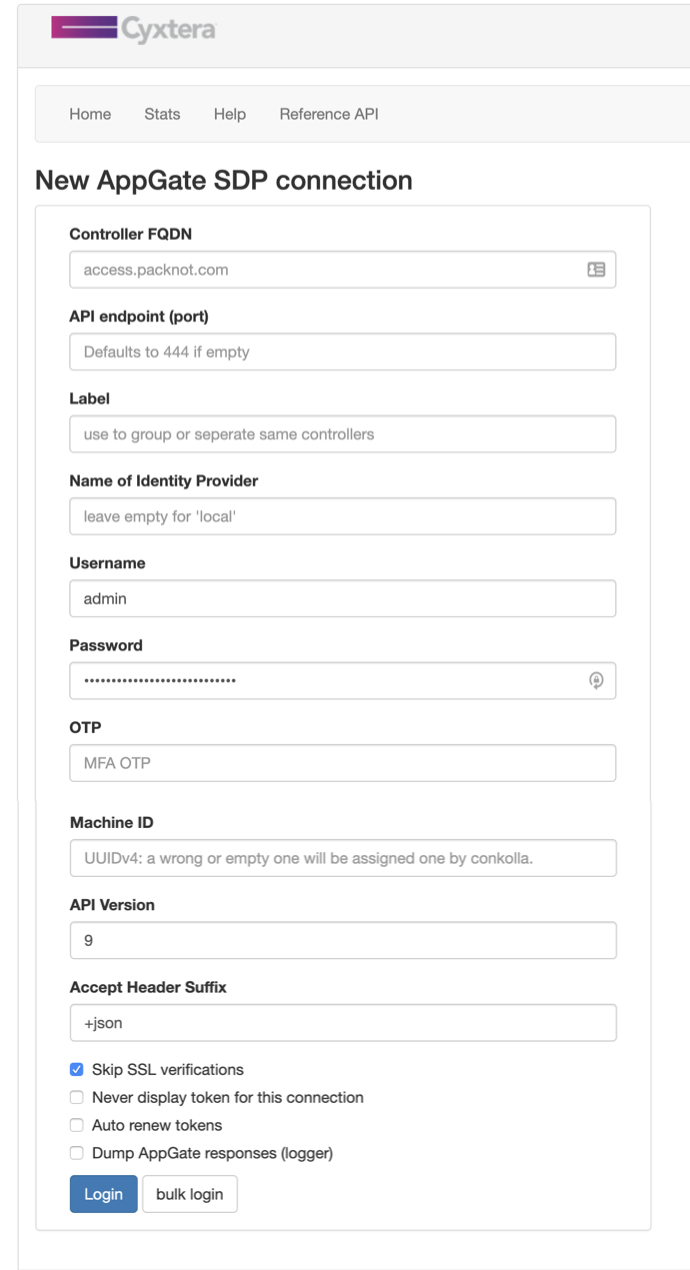 Cyxtera
Home Stats Help Reference API
New AppGate SDP connection
Controller FQDN
access.packnot.com
API endpoint (port)
Defaults to 444 if empty
Label
use to group or seperate same controllers
Name of Identity Provider
leave empty for 'local'
Username
admin
Password
••••••••••••••••••••••••••••
OTP
MFA OTP
Machine ID
UUIDv4: a wrong or empty one will be assigned one by conkolla.
API Version
9
Accept Header Suffix
+json
Skip SSL verifications
Never display token for this connection
Auto renew tokens
Dump AppGate responses (logger)
Login bulk login